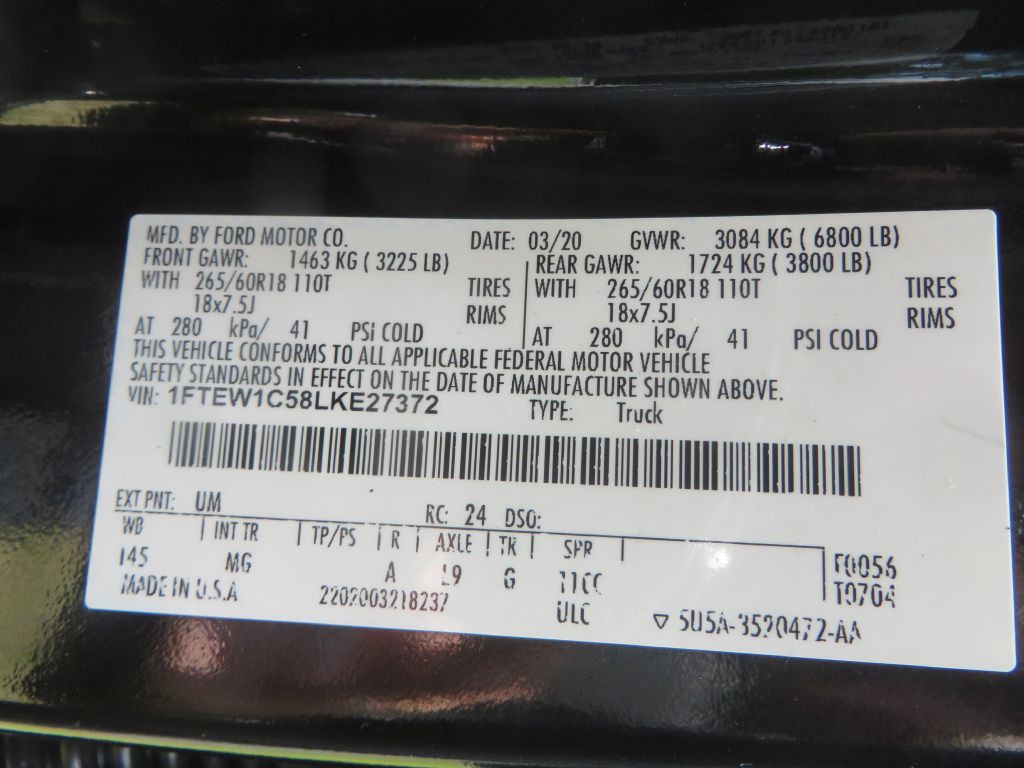 MFD. BY FORD MOTOR CO. DATE: 03/20 GVWR: 3084 KG ( 6800 LB)
FRONT GAWR: 1463 KG ( 3225 LB) REAR GAWR: 1724 KG ( 3800 LB)
WITH 265/60R18 110T TIRES WITH 265/60R18 110T TIRES
18x7.5J RIMS 18x7.5J RIMS
AT 280 kPa/ 41 PSI COLD AT 280 kPa/ 41 PSI COLD
THIS VEHICLE CONFORMS TO ALL APPLICABLE FEDERAL MOTOR VEHICLE
SAFETY STANDARDS IN EFFECT ON THE DATE OF MANUFACTURE SHOWN ABOVE.
VIN: 1FTEW1C58LKE27372 TYPE: Truck
EXT PNT: UM RC: 24 DSO:
WB INT TR TP/PS R AXLE TR SPR
145 MG A L9 G 11CC F0056
MADE IN U.S.A ULC T0704
▽ 5U5A-3520472-AA